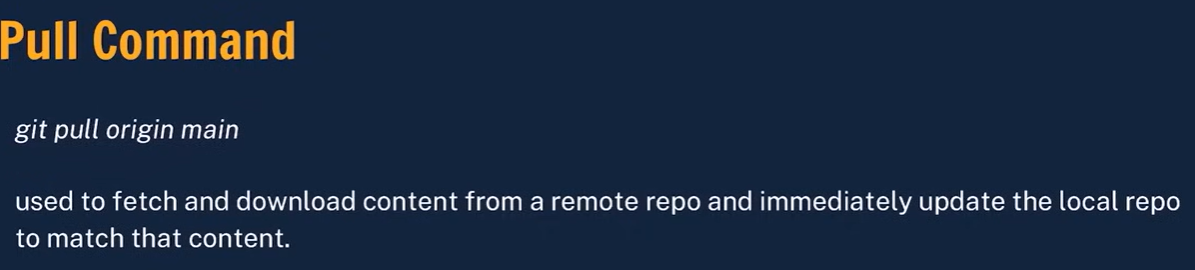 Pull Command
git pull origin main
used to fetch and download content from a remote repo and immediately update the local repo
to match that content.